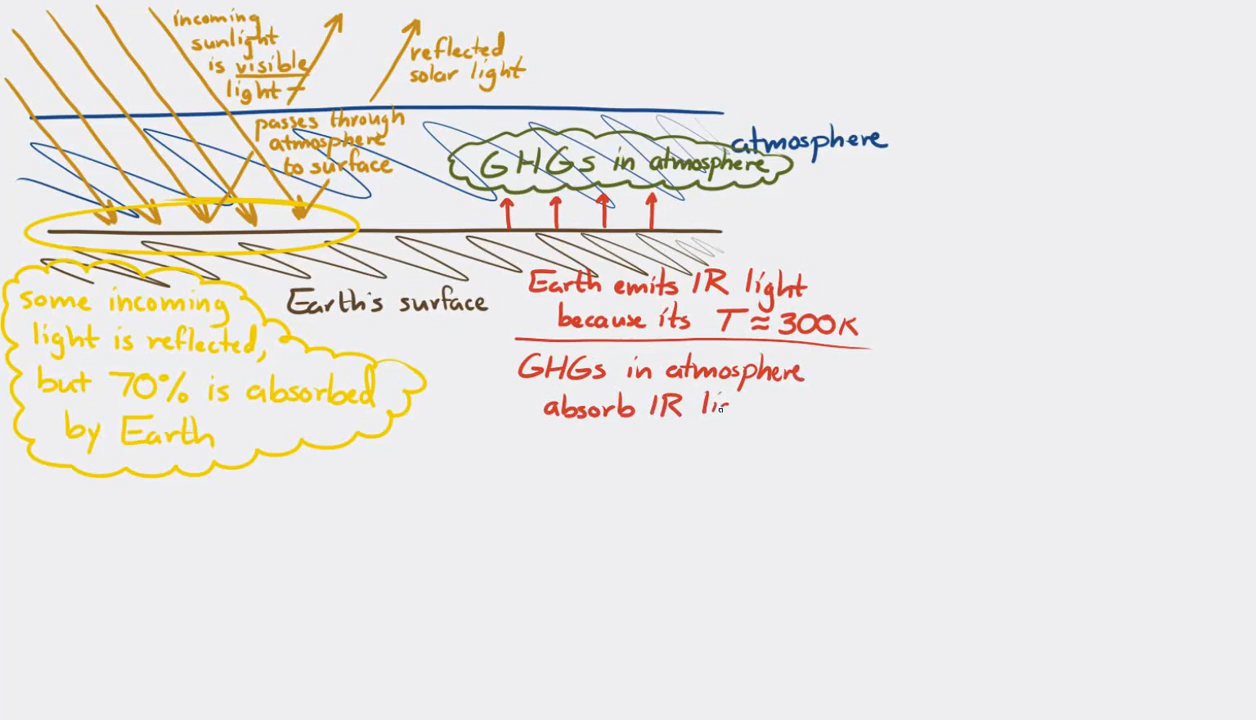 incoming
sunlight
is visible
light -
passes through
atmosphere
to surface
reflected
solar light
GHGs in atmosphere
atmosphere
Earth's surface
some incoming
light is reflected,
but 70% is absorbed
by Earth
Earth emits IR light
because its T ≈ 300K
GHGs in atmosphere
absorb IR li